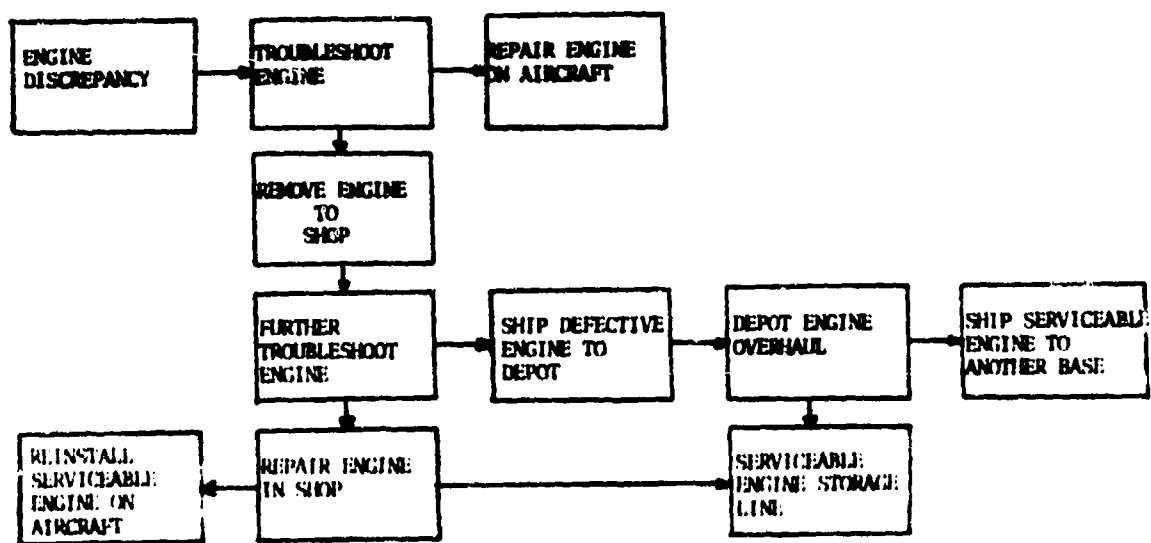 ENGINE
DISCREPANCY
TROUBLESHOOT
ENGINE
REPAIR ENGINE
ON AIRCRAFT
REMOVE ENGINE
TO
SHOP
FURTHER
TROUBLESHOOT
ENGINE
SHIP DEFECTIVE
ENGINE TO
DEPOT
DEPOT ENGINE
OVERHAUL
SHIP SERVICEABLE
ENGINE TO
ANOTHER BASE
REINSTALL
SERVICEABLE
ENGINE ON
AIRCRAFT
REPAIR ENGINE
IN SHOP
SERVICEABLE
ENGINE STORAGE
LINE